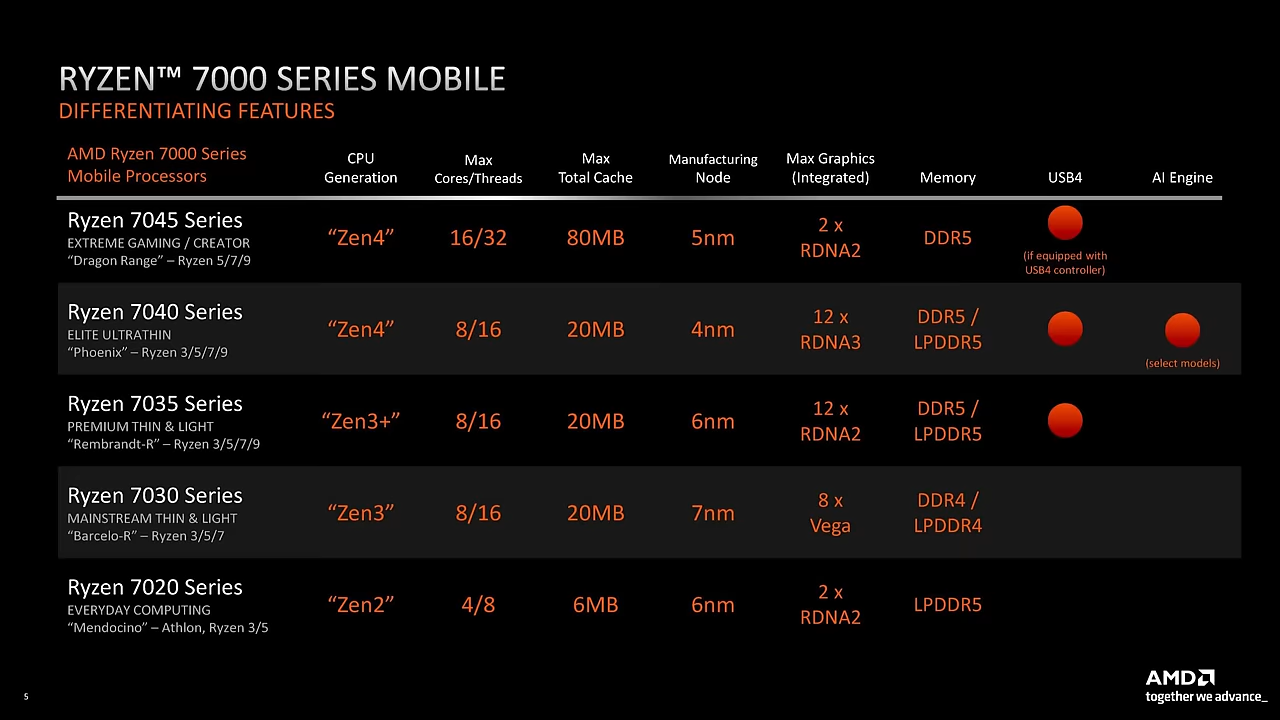 RYZEN™ 7000 SERIES MOBILE
DIFFERENTIATING FEATURES
AMD Ryzen 7000 Series
Mobile Processors
CPU
Generation
Max
Cores/Threads
Max
Total Cache
Manufacturing
Node
Max Graphics
(Integrated)
Memory
USB4
AI Engine
Ryzen 7045 Series
EXTREME GAMING / CREATOR
“Dragon Range” – Ryzen 5/7/9
“Zen4”
16/32
80MB
5nm
2 x
RDNA2
DDR5
(if equipped with
USB4 controller)
Ryzen 7040 Series
ELITE ULTRATHIN
“Phoenix” – Ryzen 3/5/7/9
“Zen4”
8/16
20MB
4nm
12 x
RDNA3
DDR5 /
LPDDR5
(select models)
Ryzen 7035 Series
PREMIUM THIN & LIGHT
“Rembrandt-R” – Ryzen 3/5/7/9
“Zen3+”
8/16
20MB
6nm
12 x
RDNA2
DDR5 /
LPDDR5
Ryzen 7030 Series
MAINSTREAM THIN & LIGHT
“Barcelo-R” – Ryzen 3/5/7
“Zen3”
8/16
20MB
7nm
8 x
Vega
DDR4 /
LPDDR4
Ryzen 7020 Series
EVERYDAY COMPUTING
“Mendocino” – Athlon, Ryzen 3/5
“Zen2”
4/8
6MB
6nm
2 x
RDNA2
LPDDR5
5
AMD
together we advance_